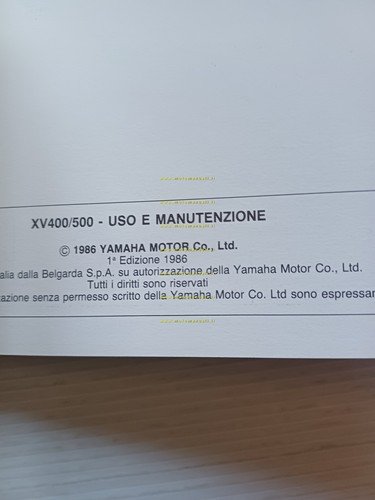 XV400/500 - USO E MANUTENZIONE
© 1986 YAMAHA MOTOR Co., Ltd.
1ª Edizione 1986
alia dalla Belgarda S.p.A. su autorizzazione della Yamaha Motor Co., Ltd.
Tutti i diritti sono riservati
azione senza permesso scritto della Yamaha Motor Co. Ltd sono espressar